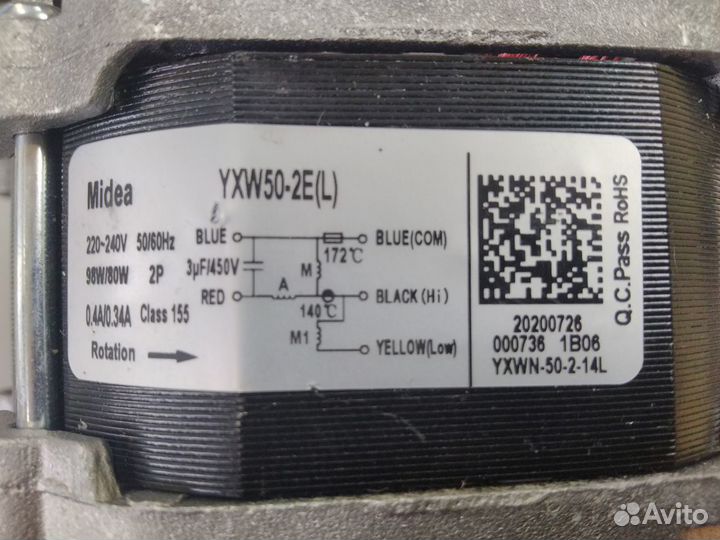 Midea
YXW50-2E(L)
220-240V 50/60Hz
98W/80W 2P
0.4A/0.34A Class 155
Rotation
BLUE
3μF/450V
RED
A
M
M1
172℃
140℃
BLUE(COM)
BLACK(Hi)
YELLOW(Low)
20200726
000736 1B06
YXWN-50-2-14L
Q.C.Pass RoHS
Avito